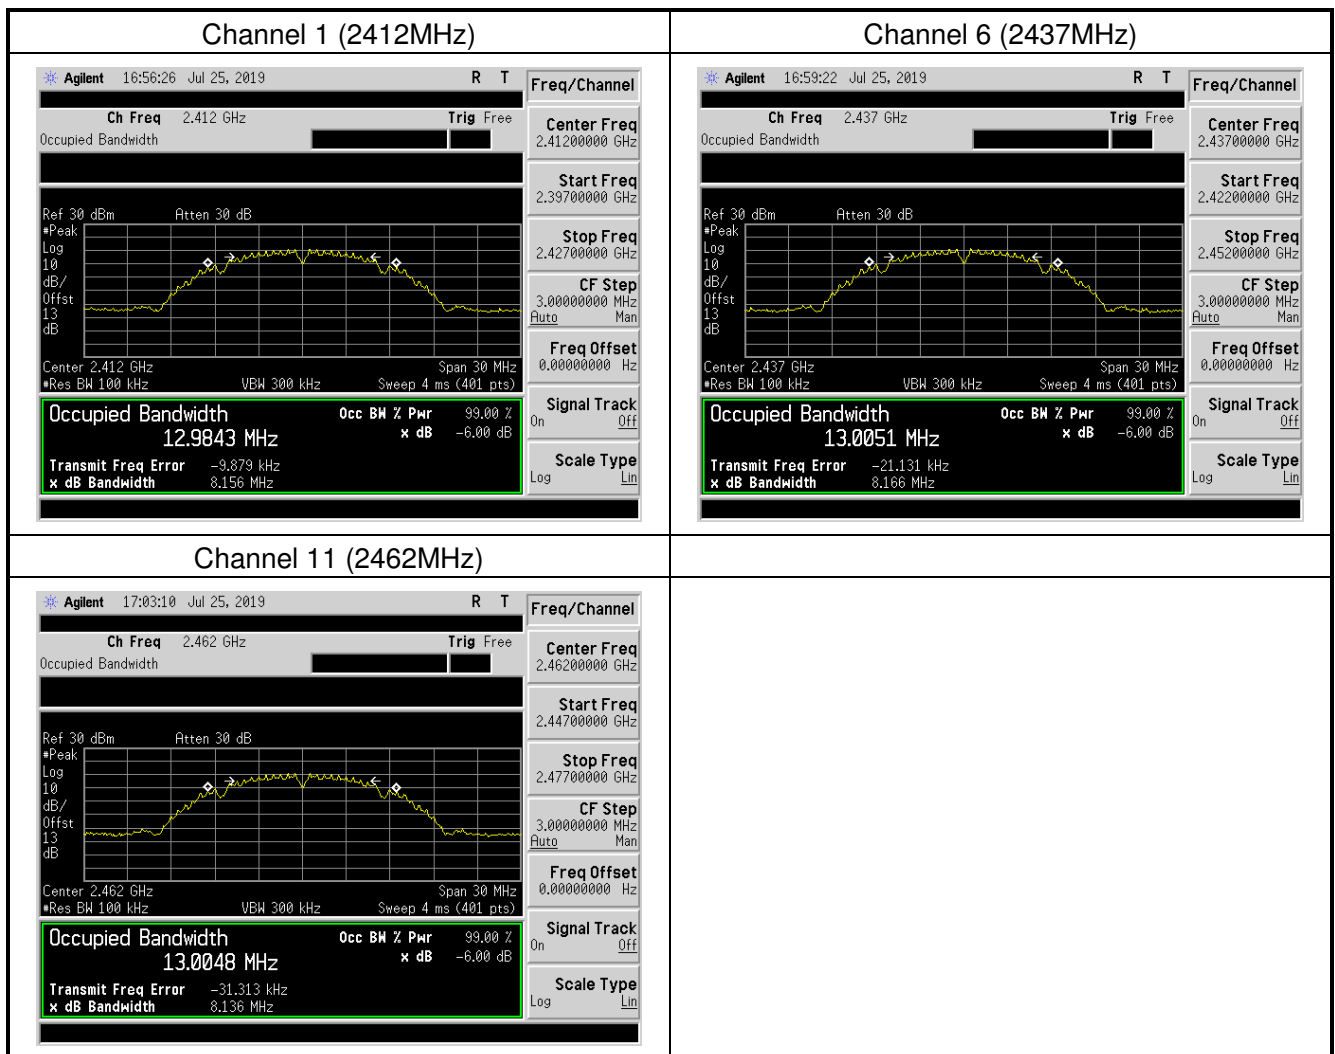 Channel 1 (2412MHz)
Channel 6 (2437MHz)
Agilent 16:56:26 Jul 25, 2019 R T
Freq/Channel
Ch Freq 2.412 GHz Trig Free
Occupied Bandwidth
Center Freq
2.41200000 GHz
Start Freq
2.39700000 GHz
Stop Freq
2.42700000 GHz
CF Step
3.00000000 MHz
Auto Man
Freq Offset
0.00000000 Hz
Signal Track
On Off
Scale Type
Log Lin
Ref 30 dBm Atten 30 dB
#Peak
Log
10
dB/
Offst
13
dB
Center 2.412 GHz Span 30 MHz
#Res BW 100 kHz VBW 300 kHz Sweep 4 ms (401 pts)
Occupied Bandwidth Occ BW % Pwr 99.00 %
12.9843 MHz x dB -6.00 dB
Transmit Freq Error -9.879 kHz
x dB Bandwidth 8.156 MHz
Agilent 16:59:22 Jul 25, 2019 R T
Freq/Channel
Ch Freq 2.437 GHz Trig Free
Occupied Bandwidth
Center Freq
2.43700000 GHz
Start Freq
2.42200000 GHz
Stop Freq
2.45200000 GHz
CF Step
3.00000000 MHz
Auto Man
Freq Offset
0.00000000 Hz
Signal Track
On Off
Scale Type
Log Lin
Ref 30 dBm Atten 30 dB
#Peak
Log
10
dB/
Offst
13
dB
Center 2.437 GHz Span 30 MHz
#Res BW 100 kHz VBW 300 kHz Sweep 4 ms (401 pts)
Occupied Bandwidth Occ BW % Pwr 99.00 %
13.0051 MHz x dB -6.00 dB
Transmit Freq Error -21.131 kHz
x dB Bandwidth 8.166 MHz
Channel 11 (2462MHz)
Agilent 17:03:10 Jul 25, 2019 R T
Freq/Channel
Ch Freq 2.462 GHz Trig Free
Occupied Bandwidth
Center Freq
2.46200000 GHz
Start Freq
2.44700000 GHz
Stop Freq
2.47700000 GHz
CF Step
3.00000000 MHz
Auto Man
Freq Offset
0.00000000 Hz
Signal Track
On Off
Scale Type
Log Lin
Ref 30 dBm Atten 30 dB
#Peak
Log
10
dB/
Offst
13
dB
Center 2.462 GHz Span 30 MHz
#Res BW 100 kHz VBW 300 kHz Sweep 4 ms (401 pts)
Occupied Bandwidth Occ BW % Pwr 99.00 %
13.0048 MHz x dB -6.00 dB
Transmit Freq Error -31.313 kHz
x dB Bandwidth 8.136 MHz